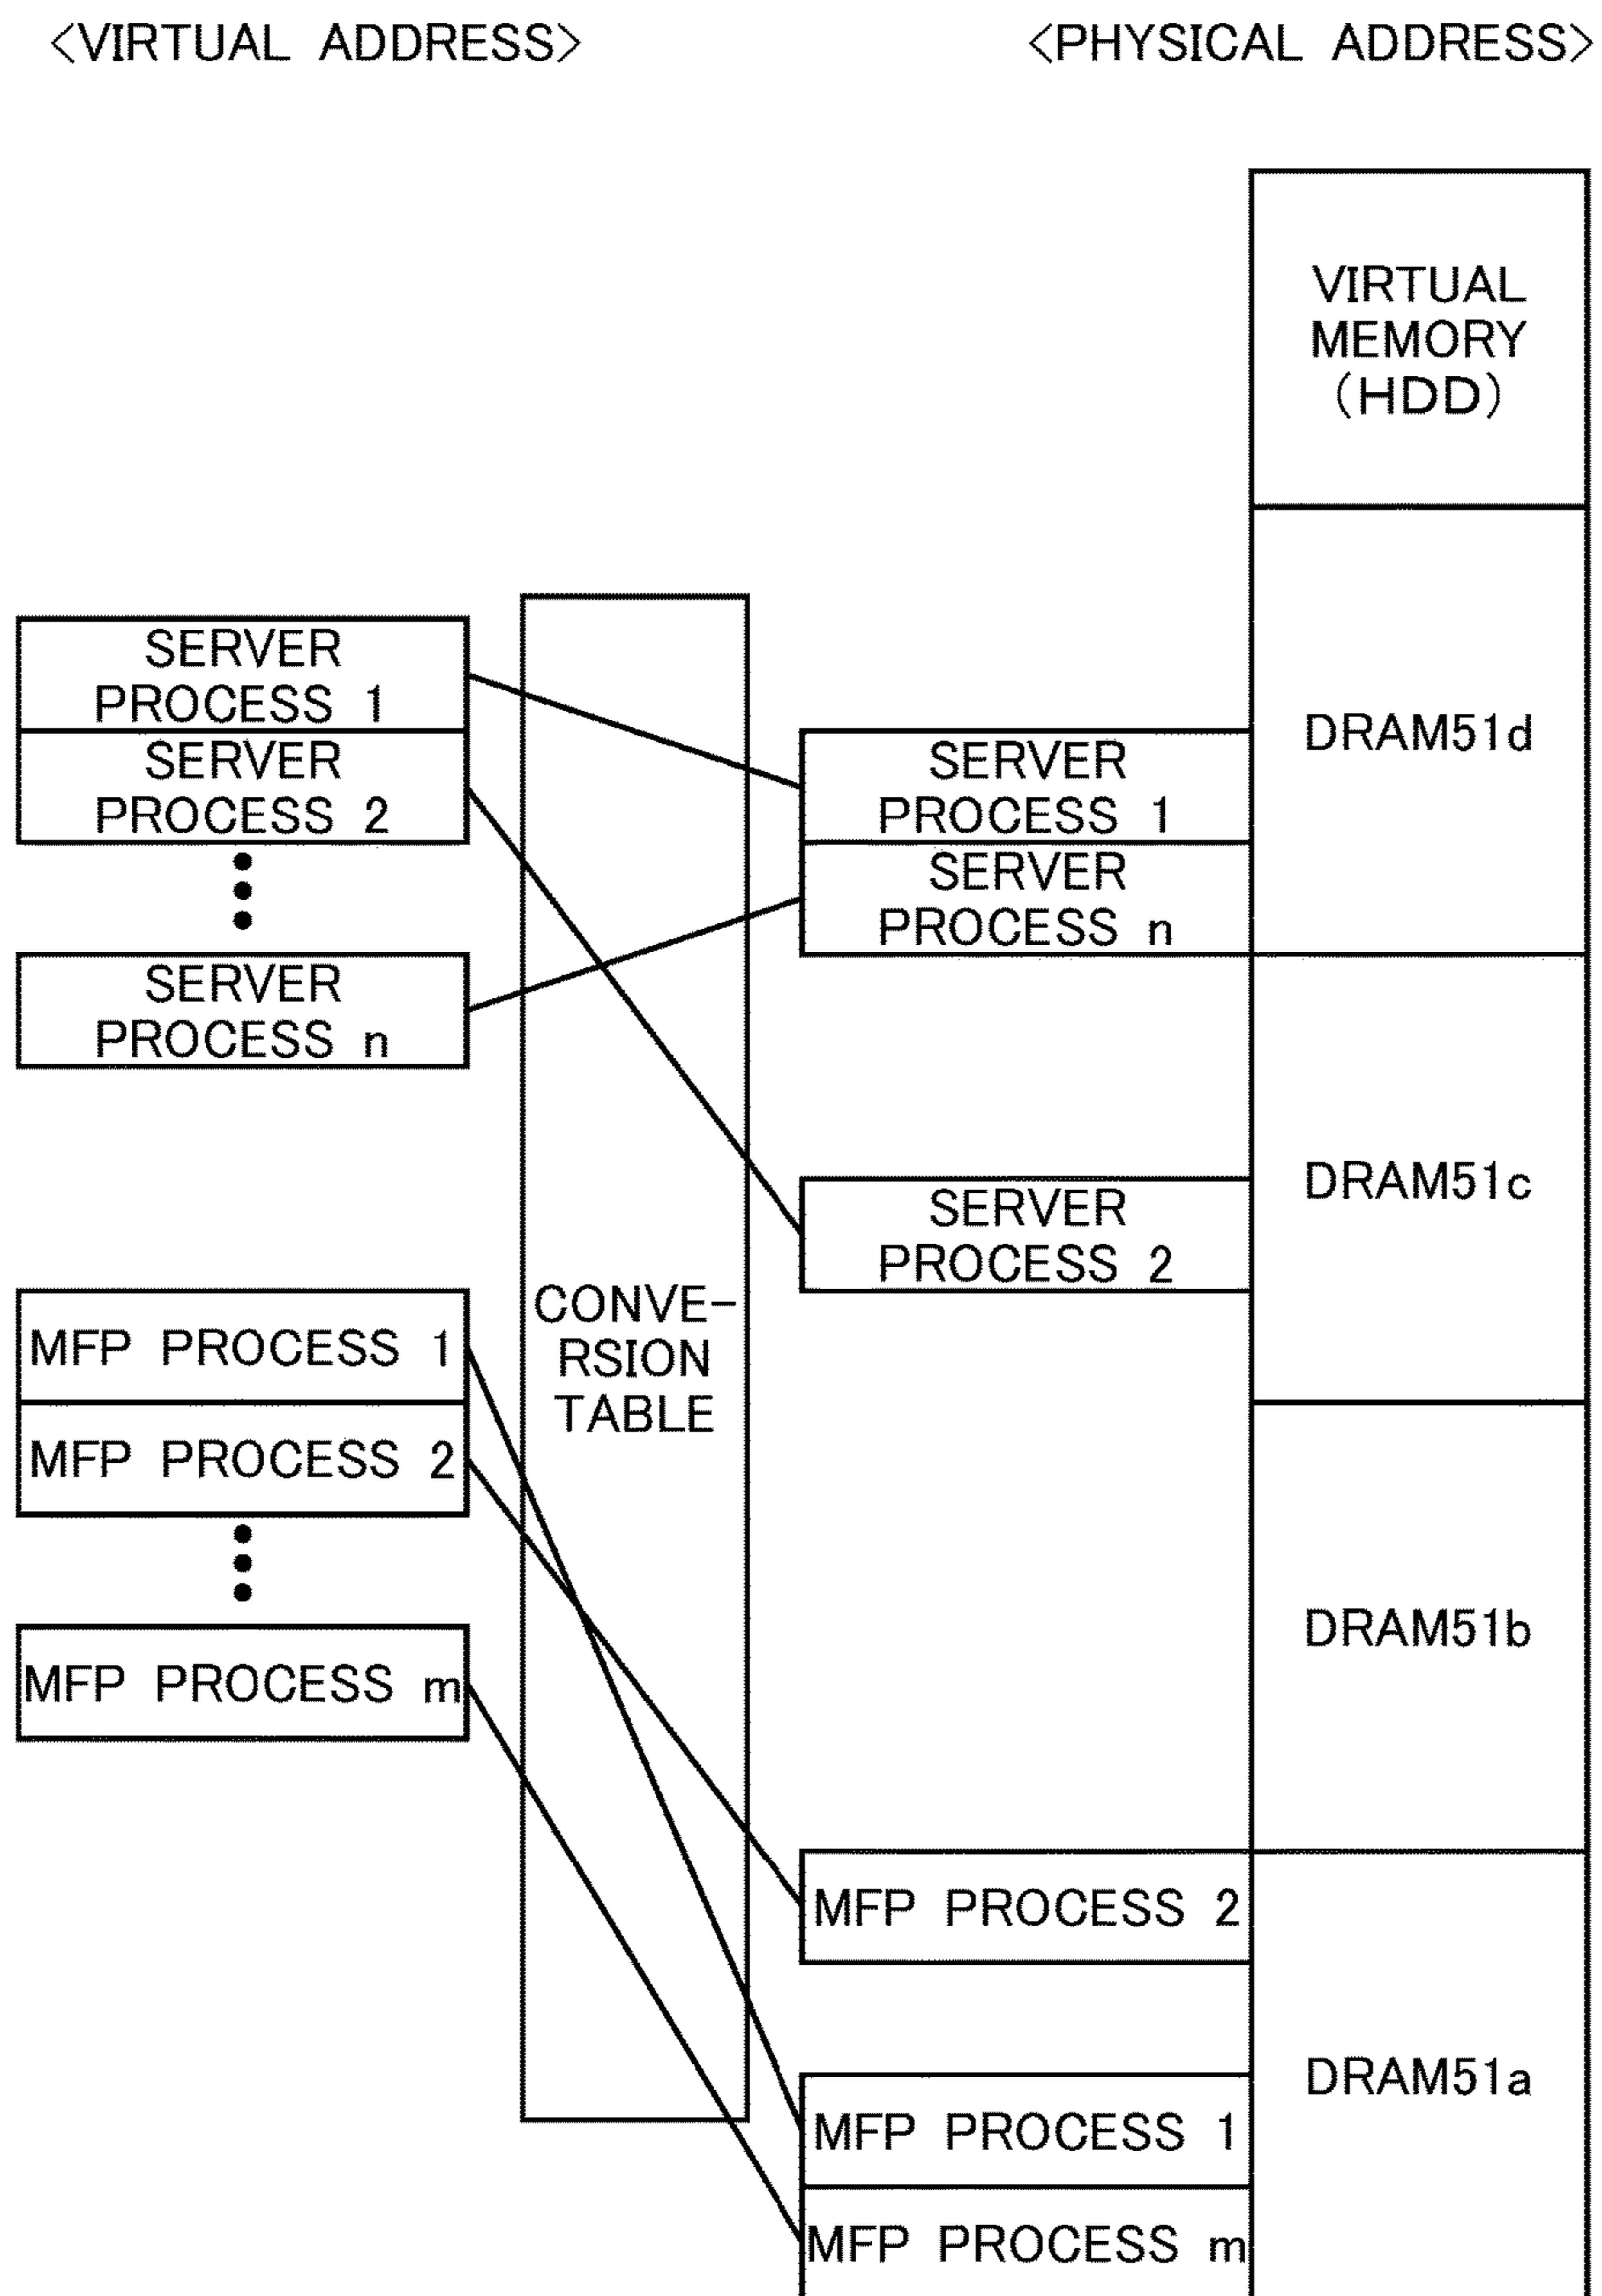 <VIRTUAL ADDRESS>
<PHYSICAL ADDRESS>
VIRTUAL
MEMORY
(HDD)
SERVER
PROCESS 1
SERVER
PROCESS 2
SERVER
PROCESS n
MFP PROCESS 1
MFP PROCESS 2
MFP PROCESS m
CONVE-
RSION
TABLE
SERVER
PROCESS 1
SERVER
PROCESS n
SERVER
PROCESS 2
MFP PROCESS 2
MFP PROCESS 1
MFP PROCESS m
DRAM51d
DRAM51c
DRAM51b
DRAM51a